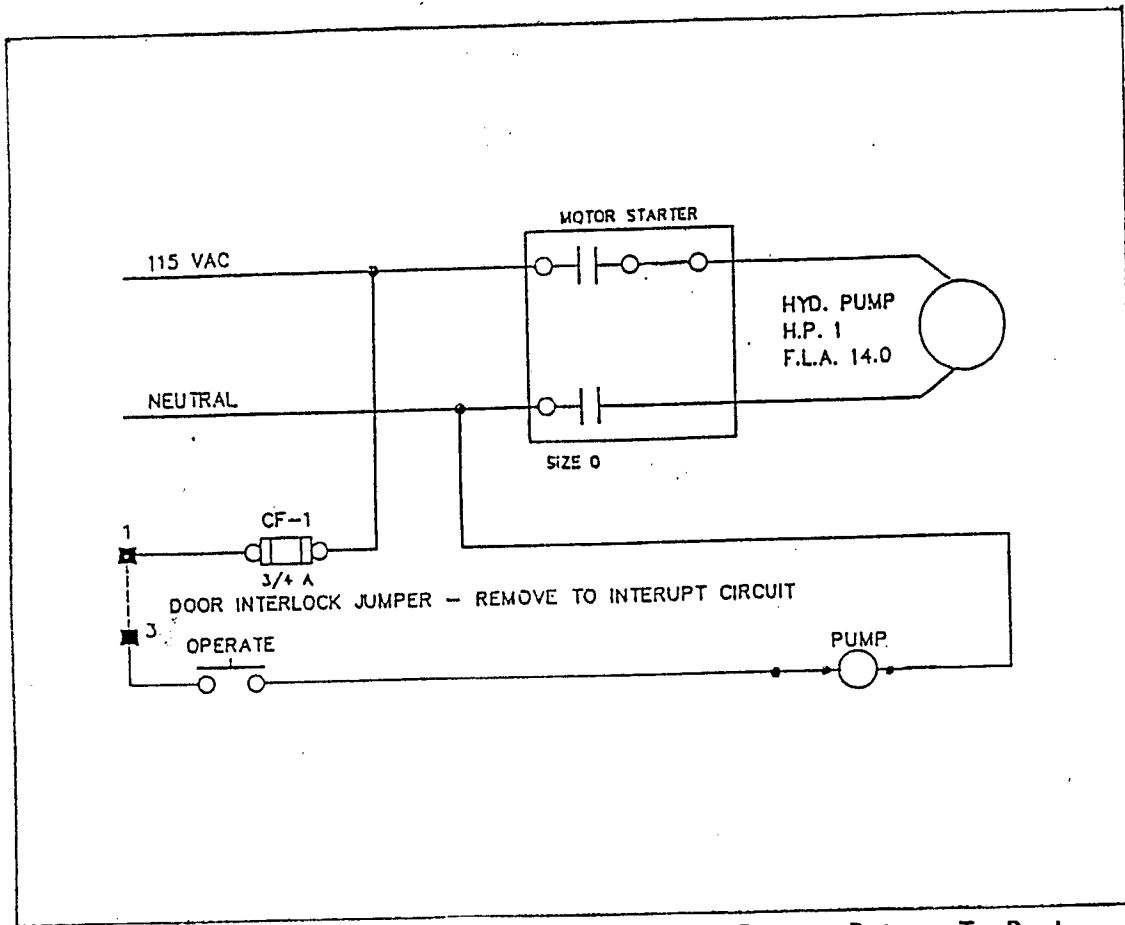 MOTOR STARTER
115 VAC
HYD. PUMP
H.P. 1
F.L.A. 14.0
NEUTRAL
SIZE 0
1
CF-1
3/4 A
DOOR INTERLOCK JUMPER – REMOVE TO INTERUPT CIRCUIT
3
OPERATE
PUMP